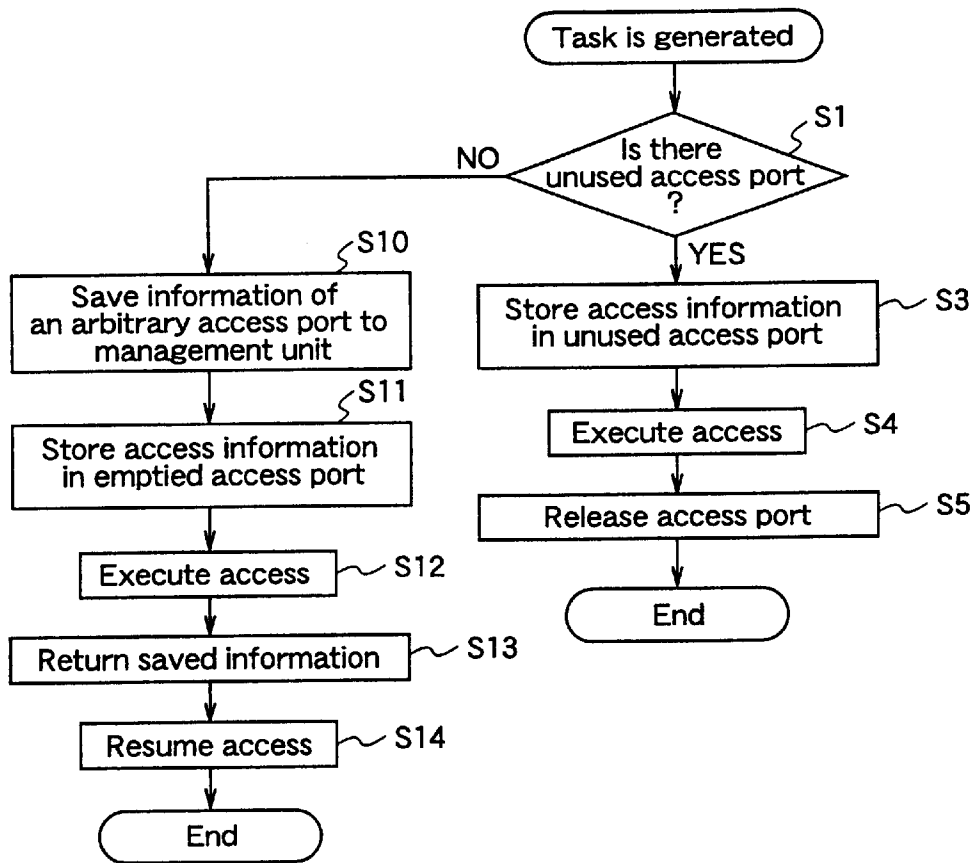 Task is generated
S1
Is there
unused access port
?
NO
YES
S10
Save information of
an arbitrary access port to
management unit
S11
Store access information
in emptied access port
Execute access
S12
Return saved information
S13
Resume access
S14
End
S3
Store access information
in unused access port
Execute access
S4
Release access port
S5
End